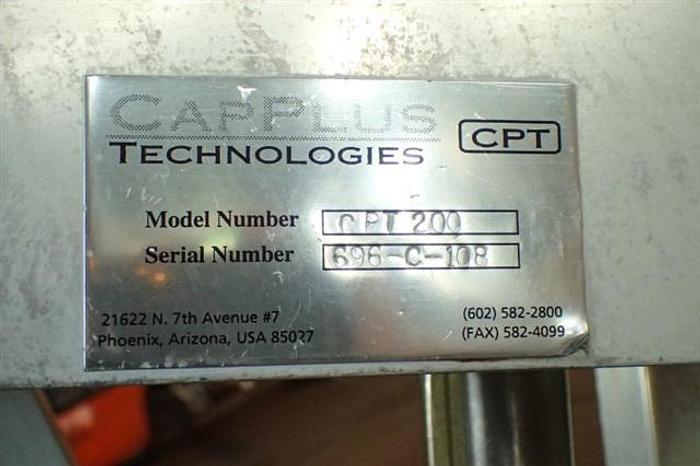 CAPPLUS
TECHNOLOGIES
CPT
Model Number CPT 200
Serial Number 696-C-108
21622 N. 7th Avenue #7 (602) 582-2800
Phoenix, Arizona, USA 85027 (FAX) 582-4099